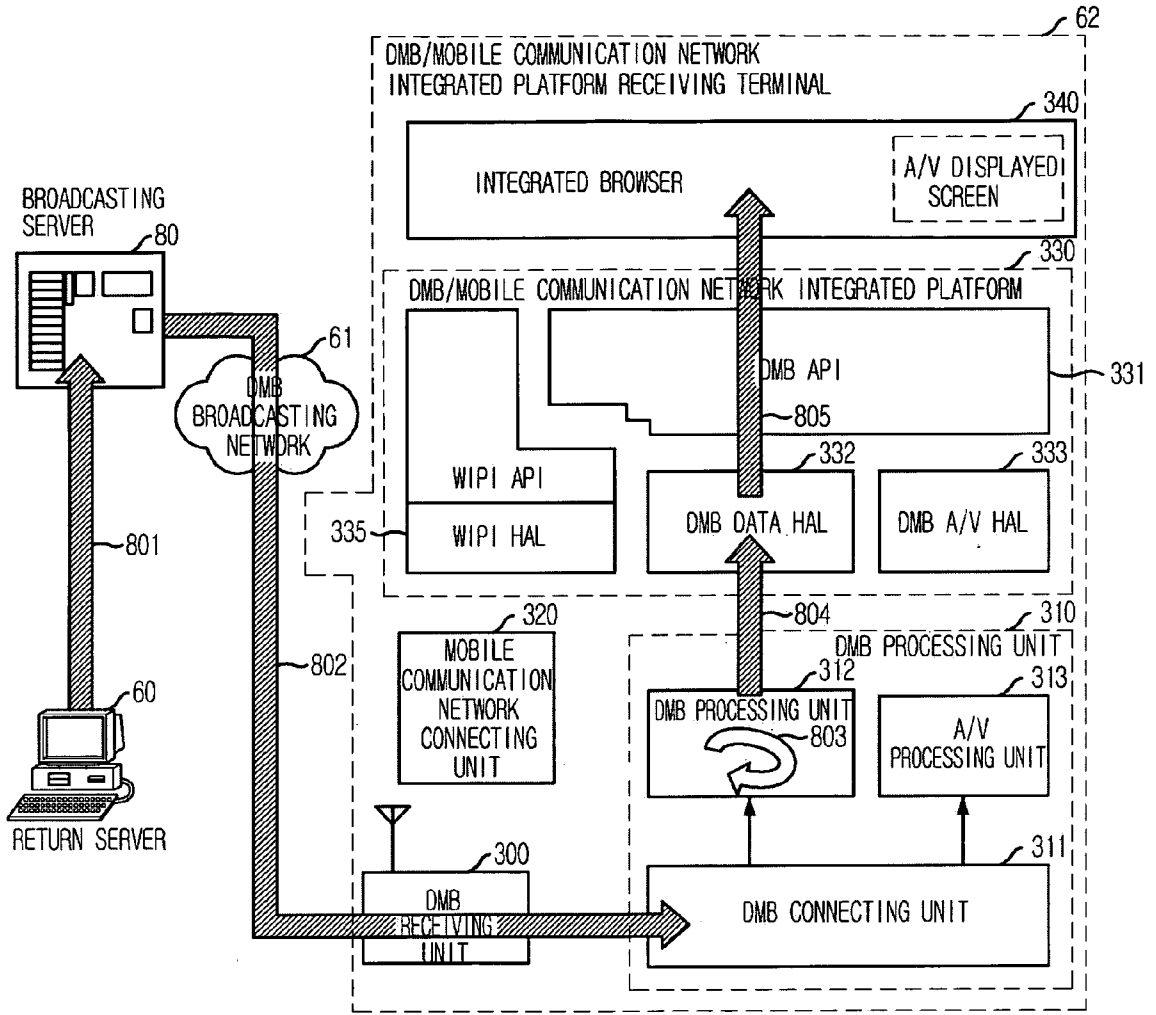 62
DMB/MOBILE COMMUNICATION NETWORK
INTEGRATED PLATFORM RECEIVING TERMINAL
340
INTEGRATED BROWSER
A/V DISPLAYED
SCREEN
BROADCASTING
SERVER
80
330
DMB/MOBILE COMMUNICATION NETWORK INTEGRATED PLATFORM
61
DMB
BROADCASTING
NETWORK
DMB API
331
805
332
333
WIPI API
335
WIPI HAL
DMB DATA HAL
DMB A/V HAL
801
804
802
320
MOBILE
COMMUNICATION
NETWORK
CONNECTING
UNIT
310
DMB PROCESSING UNIT
312
DMB PROCESSING UNIT
803
313
A/V
PROCESSING UNIT
60
RETURN SERVER
300
DMB
RECEIVING
UNIT
311
DMB CONNECTING UNIT